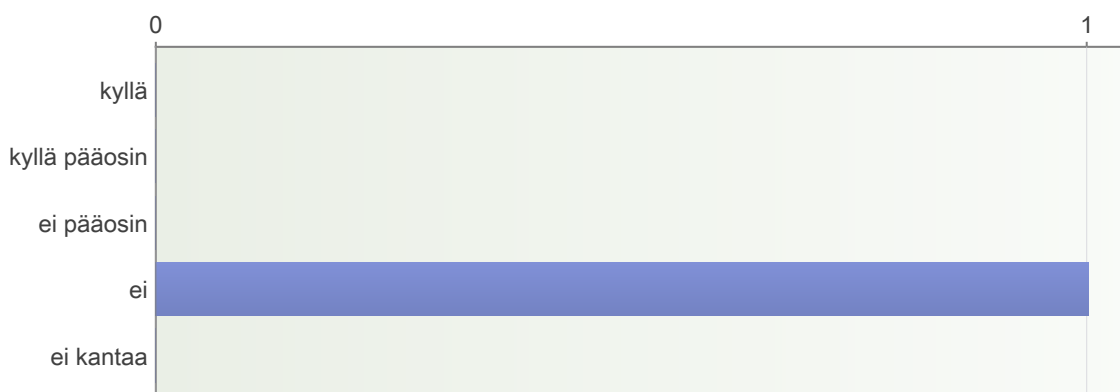 0 1
kyllä
kyllä pääosin
ei pääosin
ei
ei kantaa